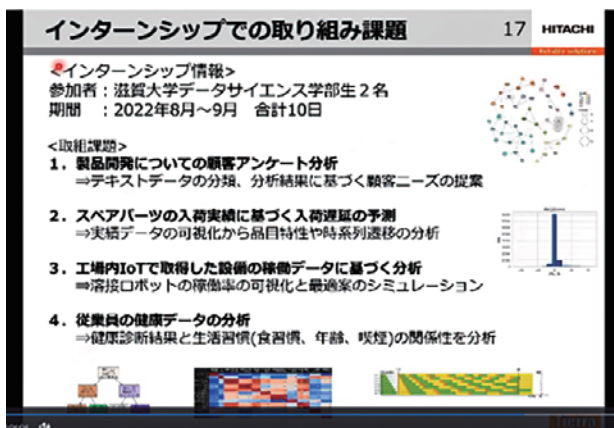 インターンシップでの取り組み課題
17
HITACHI
<インターンシップ情報>
参加者：滋賀大学データサイエンス学部生２名
期間　：2022年8月～9月　合計10日
<取組課題>
１．製品開発についての顧客アンケート分析
⇒テキストデータの分類、分析結果に基づく顧客ニーズの提案
２．スペアパーツの入荷実績に基づく入荷遅延の予測
⇒実績データの可視化から品目特性や時系列遷移の分析
３．工場内IoTで取得した設備の稼働データに基づく分析
⇒溶接ロボットの稼働率の可視化と最適案のシミュレーション
４．従業員の健康データの分析
⇒健康診断結果と生活習慣(食習慣、年齢、喫煙)の関係性を分析